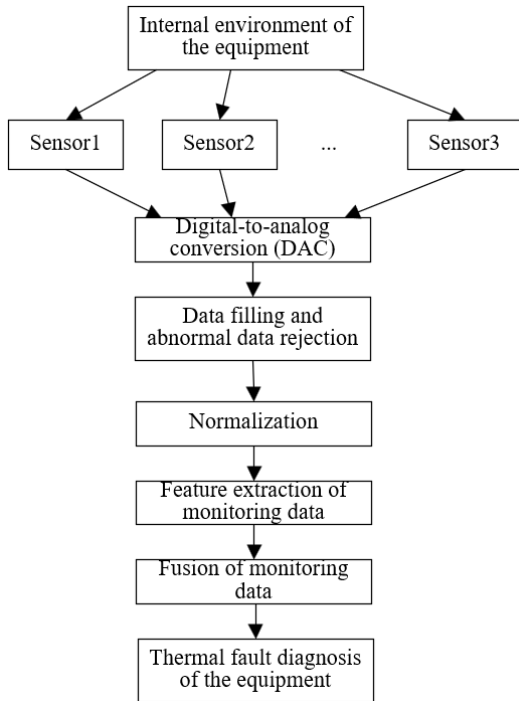 Internal environment of
the equipment
Sensor1
Sensor2
...
Sensor3
Digital-to-analog
conversion (DAC)
Data filling and
abnormal data rejection
Normalization
Feature extraction of
monitoring data
Fusion of monitoring
data
Thermal fault diagnosis
of the equipment